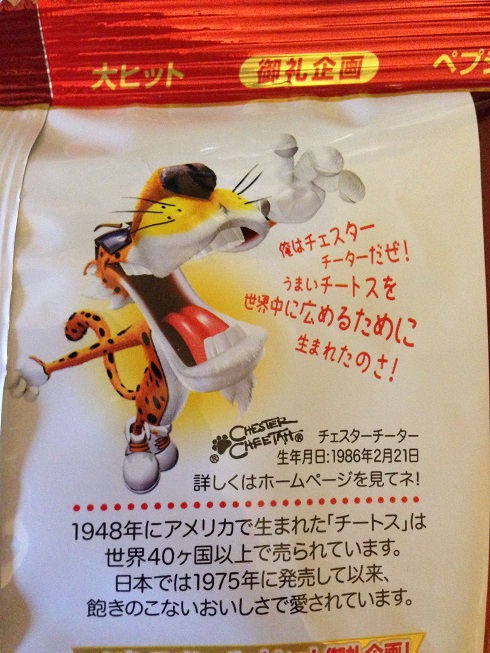 大ヒット 御礼企画 ペプシ
俺はチェスター
チーターだぜ!
うまいチートスを
世界中に広めるために
生まれたのさ!
CHESTER
CHEETAH®
®
チェスターチーター
生年月日:1986年2月21日
詳しくはホームページを見てネ!
1948年にアメリカで生まれた「チートス」は
世界40ヶ国以上で売られています。
日本では1975年に発売して以来、
飽きのこないおいしさで愛されています。
御礼企画!